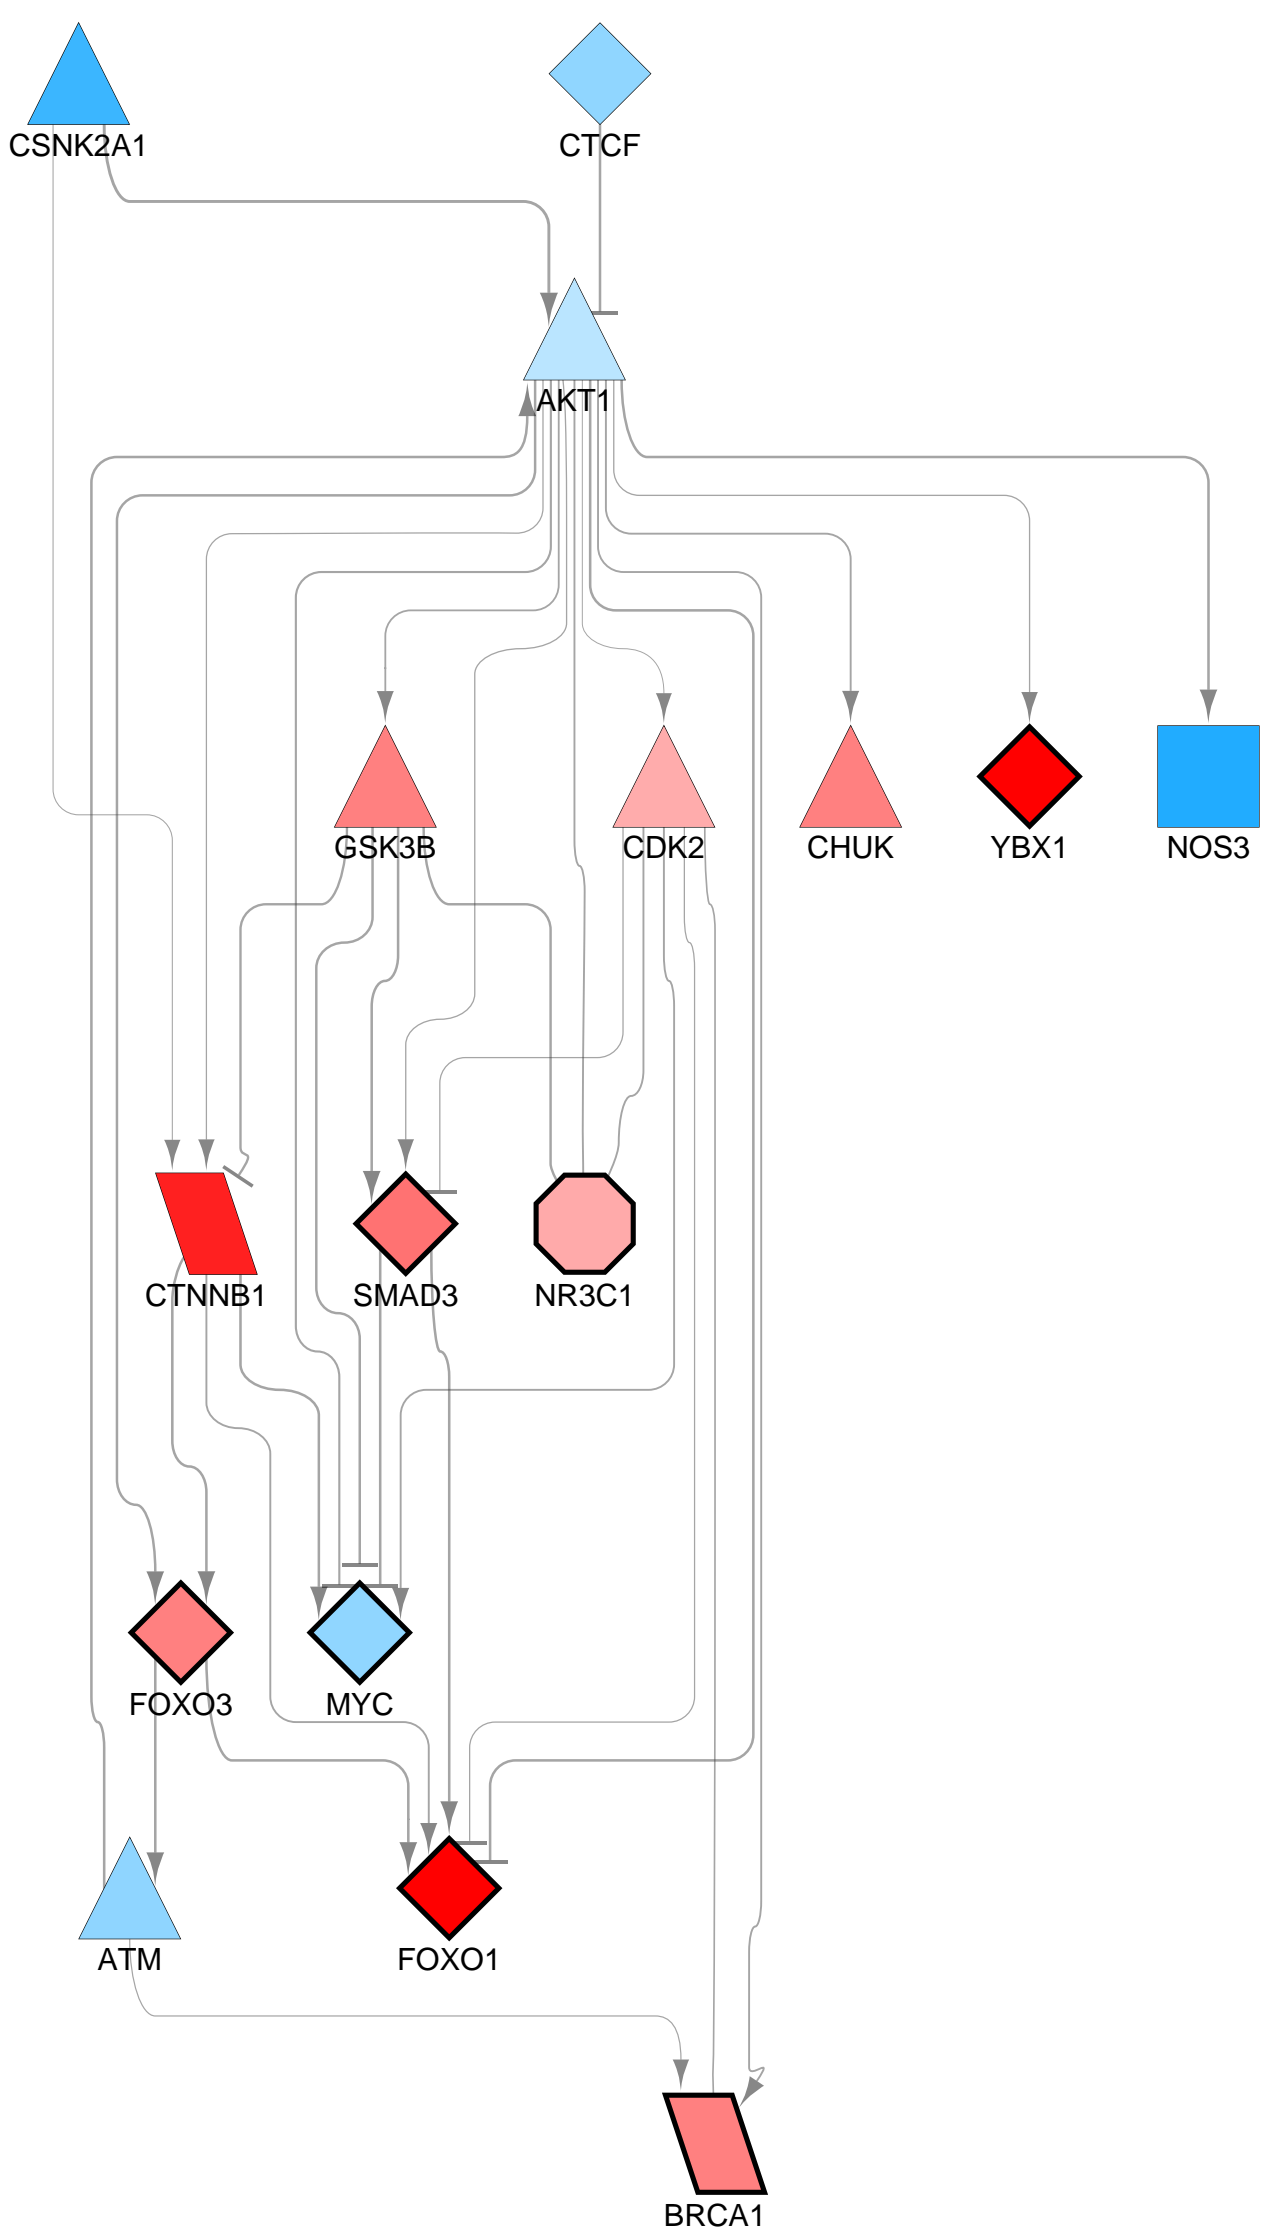 CSNK2A1
CTCF
AKT1
GSK3B
CDK2
CHUK
YBX1
NOS3
CTNNB1
SMAD3
NR3C1
FOXO3
MYC
ATM
FOXO1
BRCA1